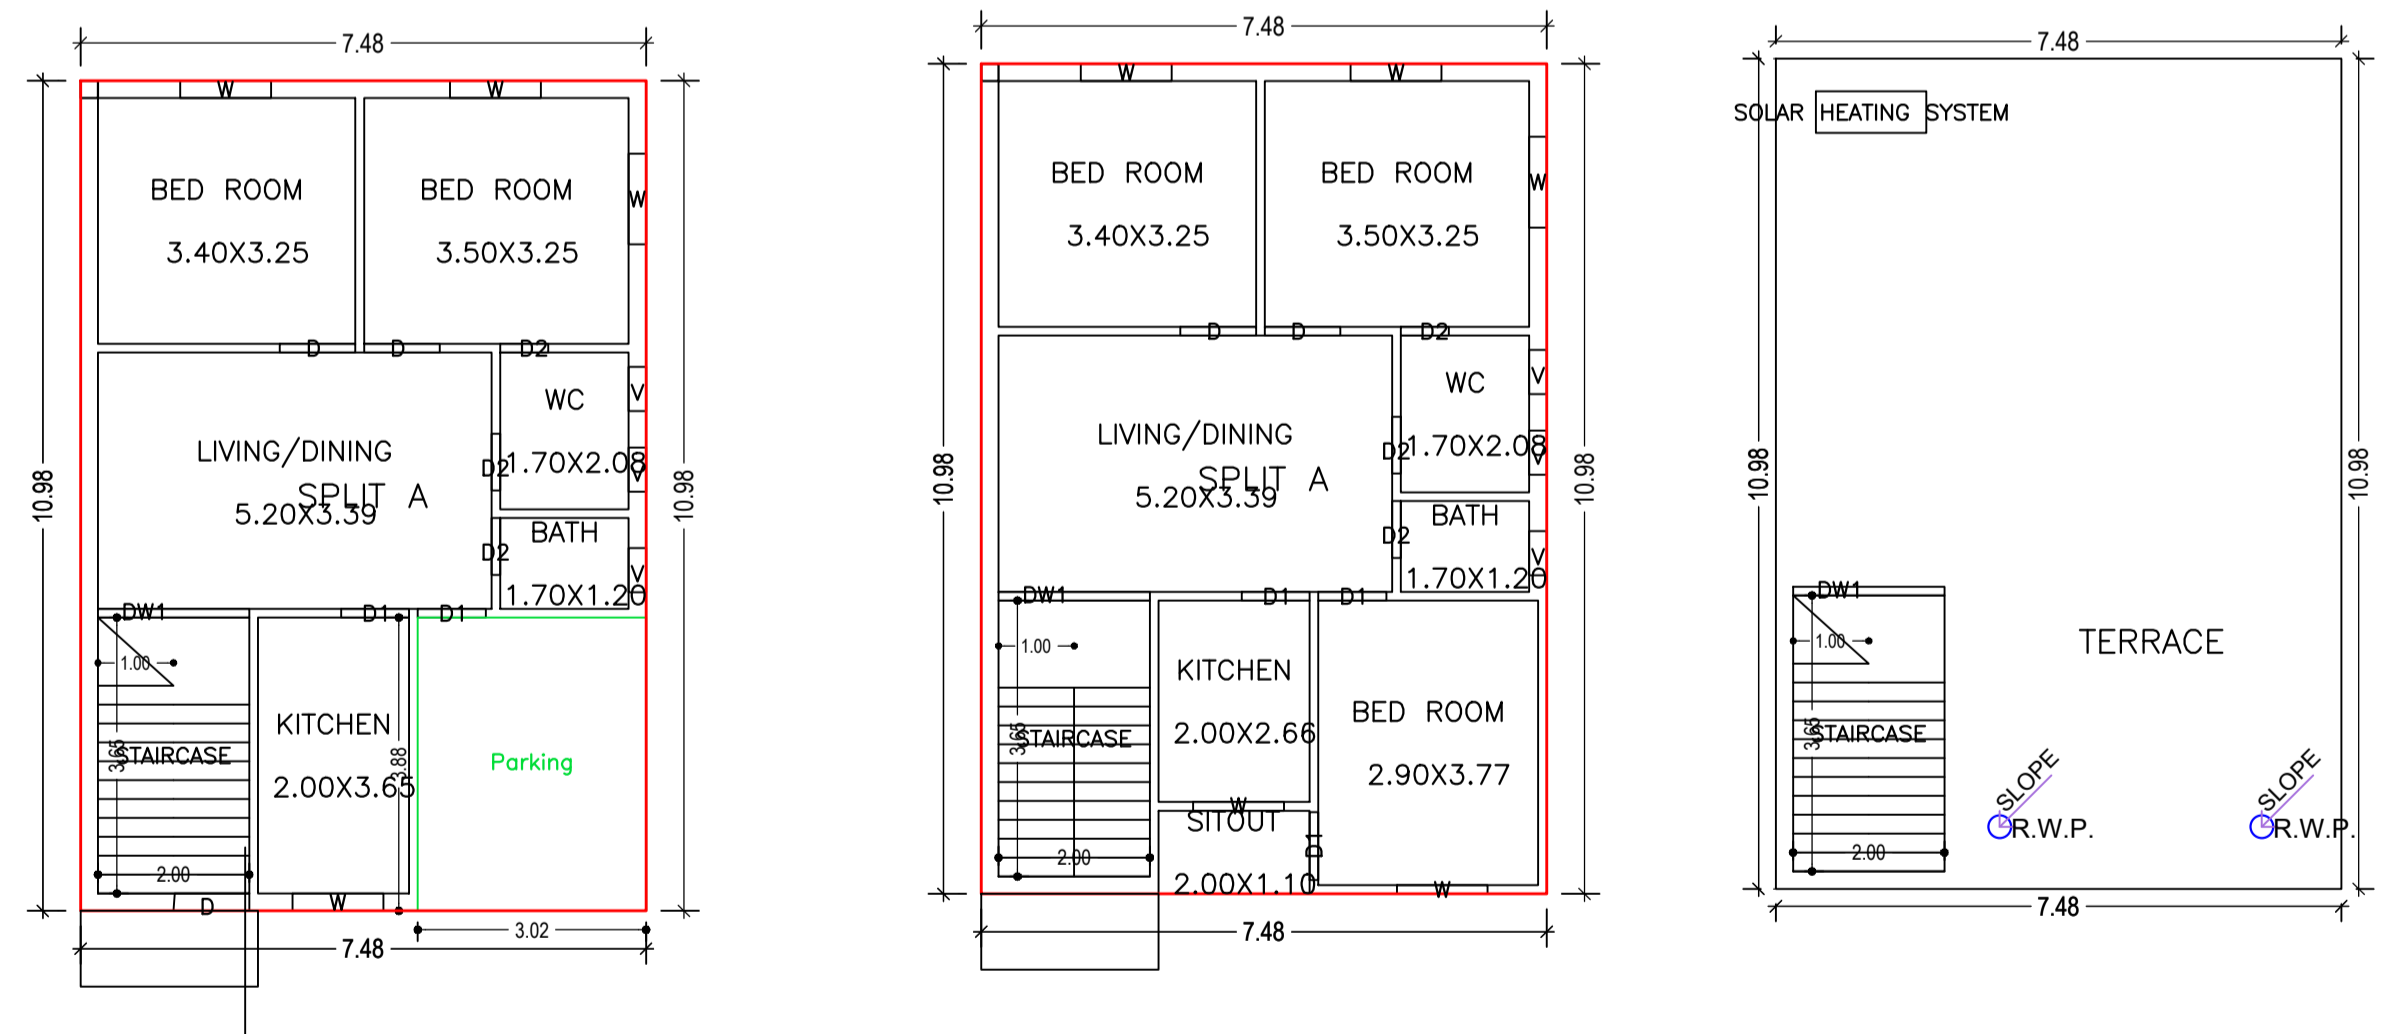 7.48
W
W
BED ROOM
3.40X3.25
BED ROOM
3.50X3.25
W
D
D
D2
WC
1.70X2.08
V
V
LIVING/DINING
SPLIT A
5.20X3.39
D2
D2
BATH
1.70X1.20
V
10.98
10.98
DW1
D1
D1
1.00
3.65
STAIRCASE
2.00
KITCHEN
2.00X3.65
3.88
Parking
D
W
3.02
7.48
7.48
W
W
BED ROOM
3.40X3.25
BED ROOM
3.50X3.25
W
D
D
D2
WC
1.70X2.08
V
V
LIVING/DINING
SPLIT A
5.20X3.39
D2
D2
BATH
1.70X1.20
V
10.98
10.98
DW1
D1
D1
1.00
3.65
STAIRCASE
2.00
KITCHEN
2.00X2.66
W
SITOUT
2.00X1.10
D1
BED ROOM
2.90X3.77
W
7.48
7.48
SOLAR HEATING SYSTEM
10.98
10.98
DW1
1.00
3.65
STAIRCASE
2.00
TERRACE
SLOPE
R.W.P.
SLOPE
R.W.P.
7.48